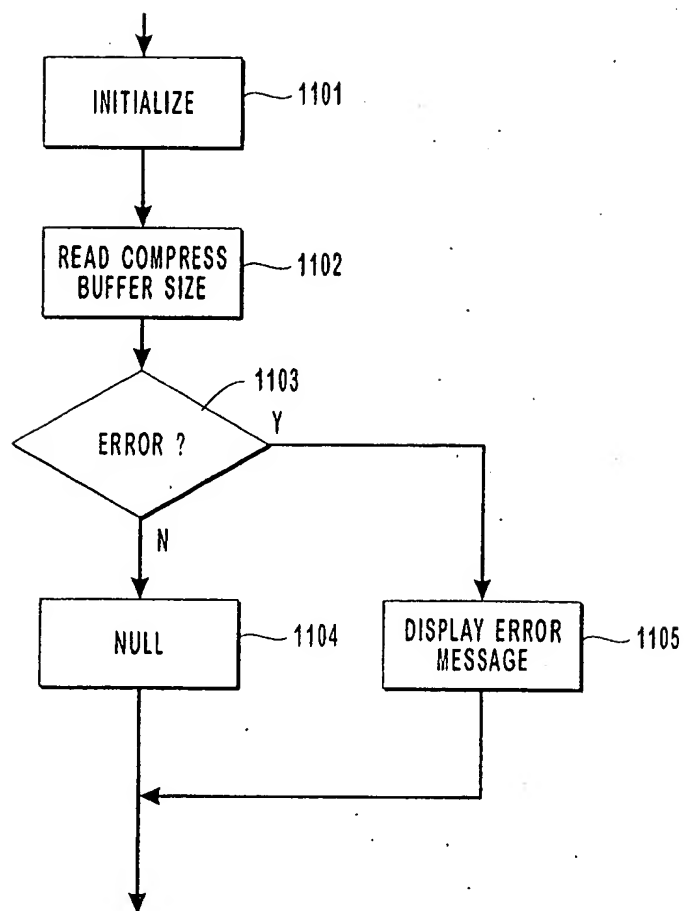 INITIALIZE
1101
READ COMPRESS
BUFFER SIZE
1102
1103
ERROR ?
Y
N
NULL
1104
DISPLAY ERROR
MESSAGE
1105